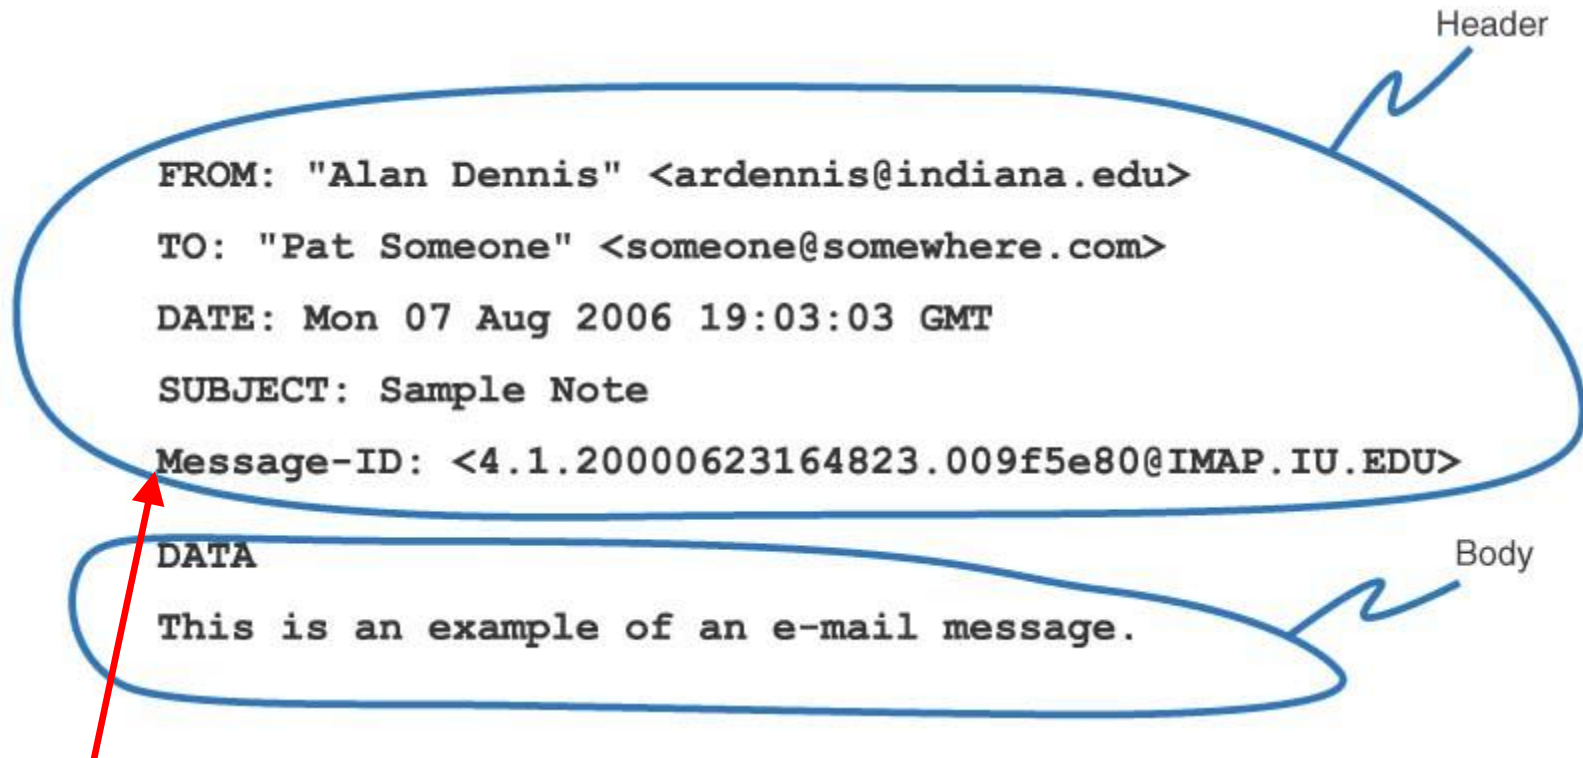 Header
FROM: "Alan Dennis" <ardennis@indiana.edu>
TO: "Pat Someone" <someone@somewhere.com>
DATE: Mon 07 Aug 2006 19:03:03 GMT
SUBJECT: Sample Note
Message-ID: <4.1.20000623164823.009f5e80@IMAP.IU.EDU>
DATA
Body
This is an example of an e-mail message.